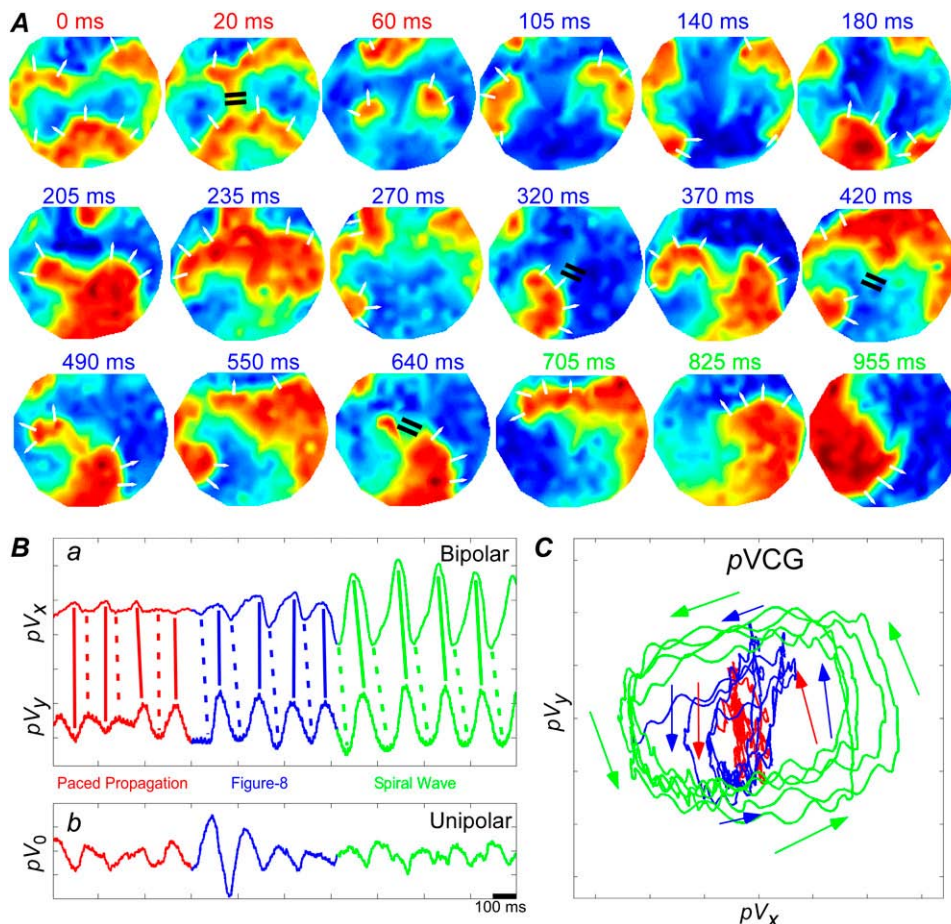 A
0 ms 20 ms 60 ms 105 ms 140 ms 180 ms
205 ms 235 ms 270 ms 320 ms 370 ms 420 ms
490 ms 550 ms 640 ms 705 ms 825 ms 955 ms
B a Bipolar
pVx
pVy
Paced Propagation Figure-8 Spiral Wave
b Unipolar
pV0
100 ms
C pVCG
pVy
pVx